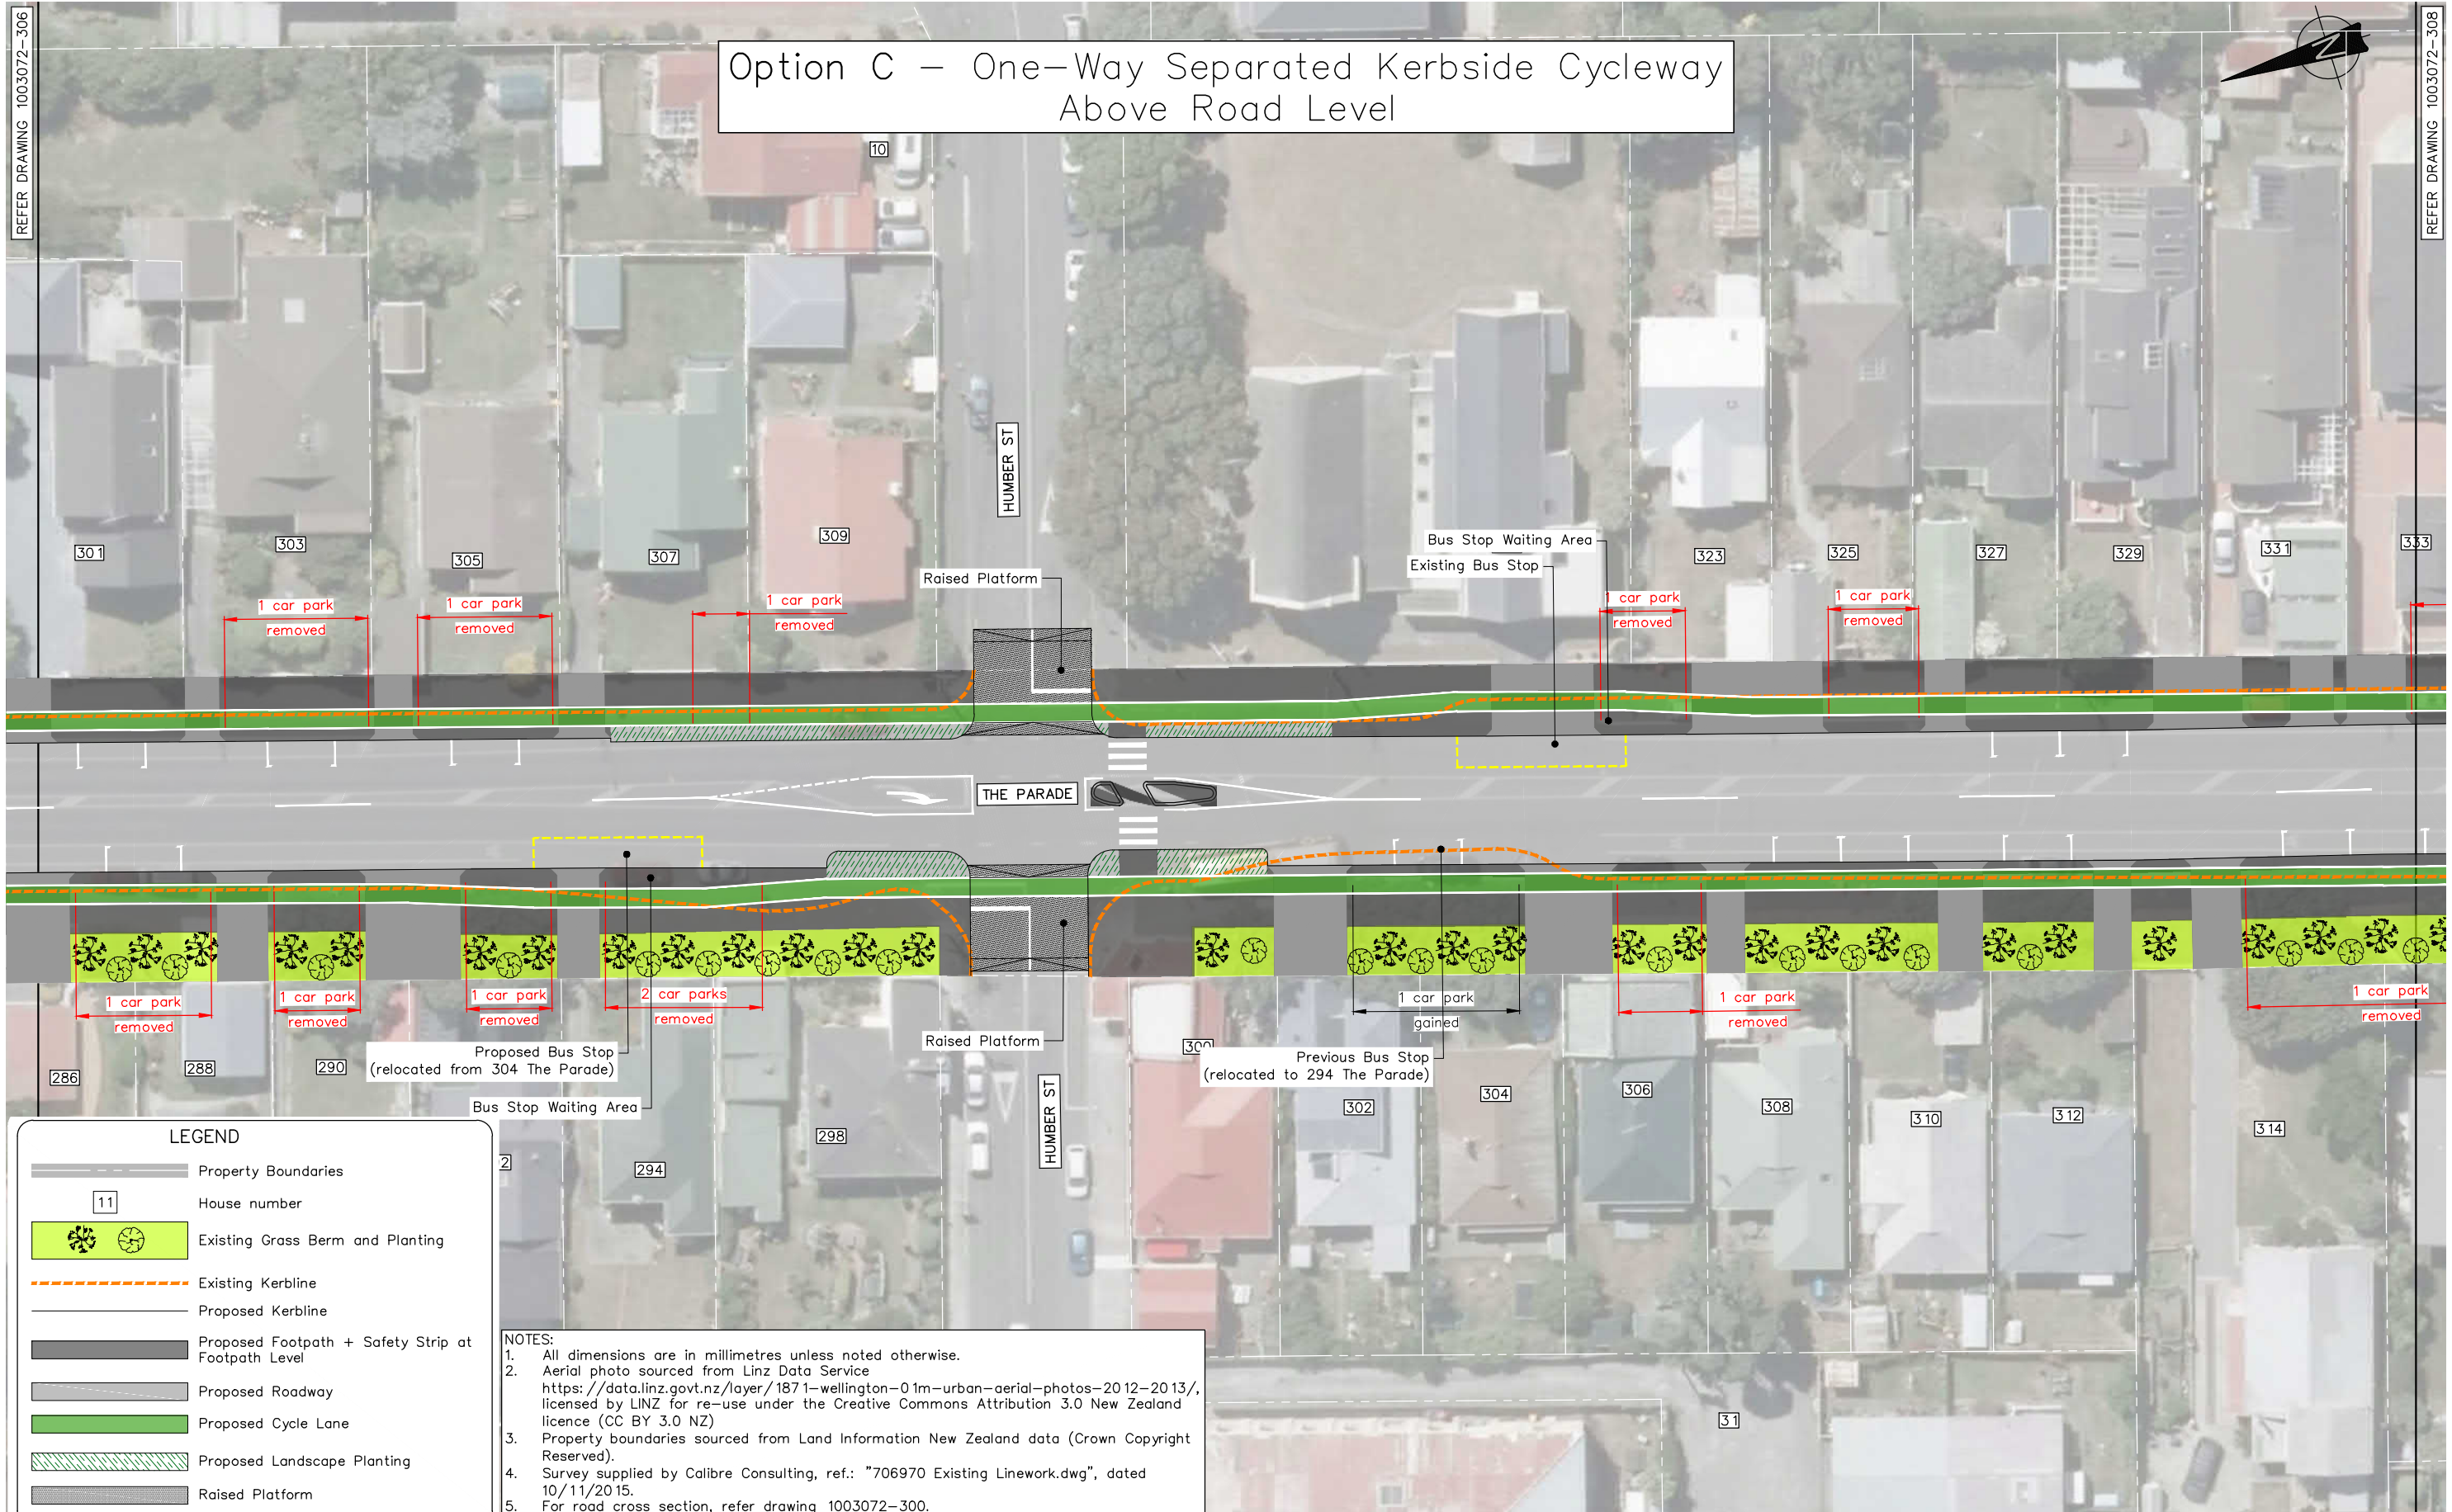 REFER DRAWING 1003072-306
Option C - One-Way Separated Kerbside Cycleway
Above Road Level
REFER DRAWING 1003072-308
N
10
HUMBER ST
301
303
305
307
309
Bus Stop Waiting Area
Existing Bus Stop
323
325
327
329
331
333
Raised Platform
1 car park
removed
1 car park
removed
1 car park
removed
1 car park
removed
1 car park
removed
THE PARADE
1 car park
removed
1 car park
removed
1 car park
removed
2 car parks
removed
1 car park
gained
1 car park
removed
1 car park
removed
Raised Platform
Proposed Bus Stop
(relocated from 304 The Parade)
Bus Stop Waiting Area
Previous Bus Stop
(relocated to 294 The Parade)
286
288
290
2
294
298
HUMBER ST
300
302
304
306
308
310
312
314
31
LEGEND
Property Boundaries
11
House number
Existing Grass Berm and Planting
Existing Kerbline
Proposed Kerbline
Proposed Footpath + Safety Strip at
Footpath Level
Proposed Roadway
Proposed Cycle Lane
Proposed Landscape Planting
Raised Platform
NOTES:
1. All dimensions are in millimetres unless noted otherwise.
2. Aerial photo sourced from Linz Data Service
https://data.linz.govt.nz/layer/1871-wellington-01m-urban-aerial-photos-2012-2013/,
licensed by LINZ for re-use under the Creative Commons Attribution 3.0 New Zealand
licence (CC BY 3.0 NZ)
3. Property boundaries sourced from Land Information New Zealand data (Crown Copyright
Reserved).
4. Survey supplied by Calibre Consulting, ref.: "706970 Existing Linework.dwg", dated
10/11/2015.
5. For road cross section, refer drawing 1003072-300.